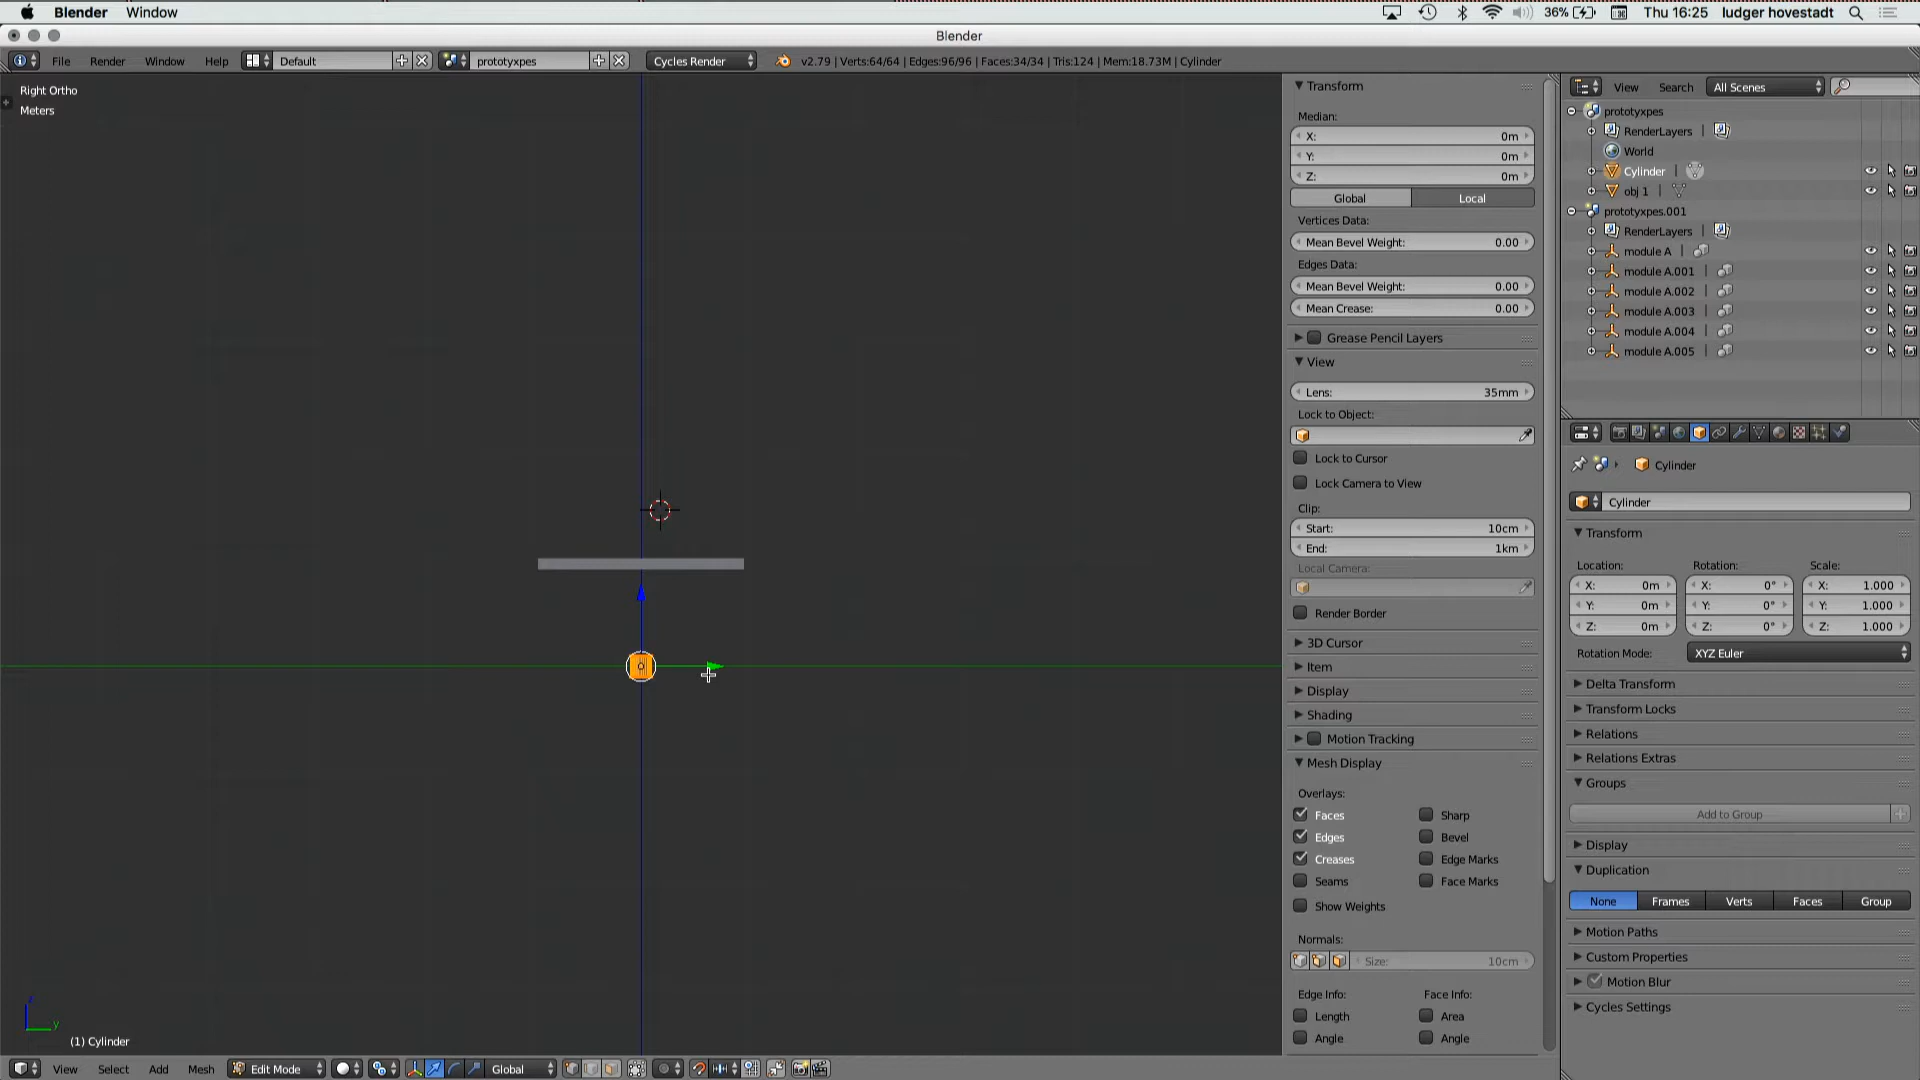 Blender Window 36% Thu 16:25 ludger hovestadt
Blender
File Render Window Help Default prototyxpes Cycles Render v2.79 | Verts:64/64 | Edges:96/96 | Faces:34/34 | Tris:124 | Mem:18.73M | Cylinder
Right Ortho
Meters
z
y
(1) Cylinder
View Select Add Mesh Edit Mode Global
Transform
Median:
X: 0m
Y: 0m
Z: 0m
Global Local
Vertices Data:
Mean Bevel Weight: 0.00
Edges Data:
Mean Bevel Weight: 0.00
Mean Crease: 0.00
Grease Pencil Layers
View
Lens: 35mm
Lock to Object:
Lock to Cursor
Lock Camera to View
Clip:
Start: 10cm
End: 1km
Local Camera:
Render Border
3D Cursor
Item
Display
Shading
Motion Tracking
Mesh Display
Overlays:
Faces Sharp
Edges Bevel
Creases Edge Marks
Seams Face Marks
Show Weights
Normals:
Size: 10cm
Edge Info: Face Info:
Length Area
Angle Angle
View Search All Scenes
prototyxpes
RenderLayers |
World
Cylinder |
obj 1 |
prototyxpes.001
RenderLayers |
module A |
module A.001 |
module A.002 |
module A.003 |
module A.004 |
module A.005 |
Cylinder
Cylinder
Transform
Location: Rotation: Scale:
X: 0m X: 0° X: 1.000
Y: 0m Y: 0° Y: 1.000
Z: 0m Z: 0° Z: 1.000
Rotation Mode: XYZ Euler
Delta Transform
Transform Locks
Relations
Relations Extras
Groups
Add to Group
Display
Duplication
None Frames Verts Faces Group
Motion Paths
Custom Properties
Motion Blur
Cycles Settings